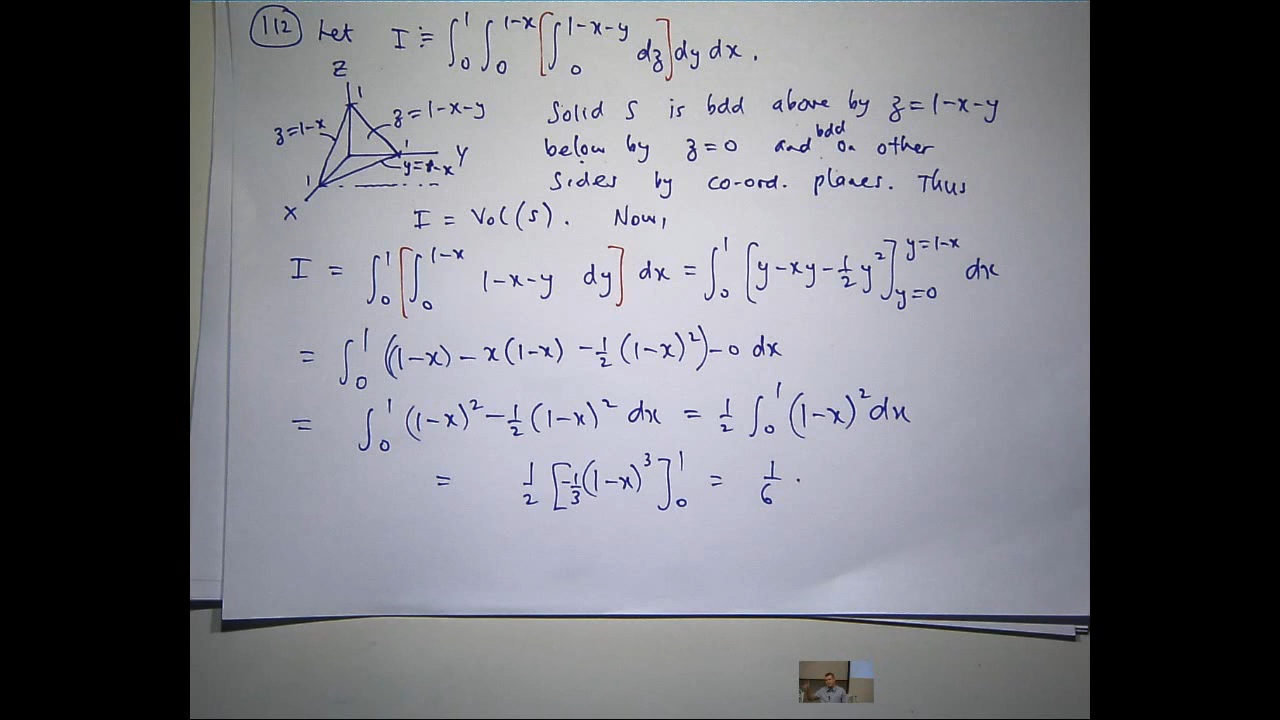 112 Let I := ∫₀¹ ∫₀^{1-x} [∫₀^{1-x-y} dz] dy dx.
Z
1
z=1-x
z=1-x-y
1
Y
y=1-x
1
X
Solid S is bdd above by z=1-x-y
below by z=0 and bdd on other
sides by co-ord. planes. Thus
I = Vol(S). Now,
I = ∫₀¹ [∫₀^{1-x} 1-x-y dy] dx = ∫₀¹ [y-xy-½y²]_{y=0}^{y=1-x} dx
= ∫₀¹ ((1-x) - x(1-x) - ½(1-x)²) - 0 dx
= ∫₀¹ (1-x)² - ½(1-x)² dx = ½ ∫₀¹ (1-x)² dx
= ½ [-⅓(1-x)³]₀¹ = 1/6.